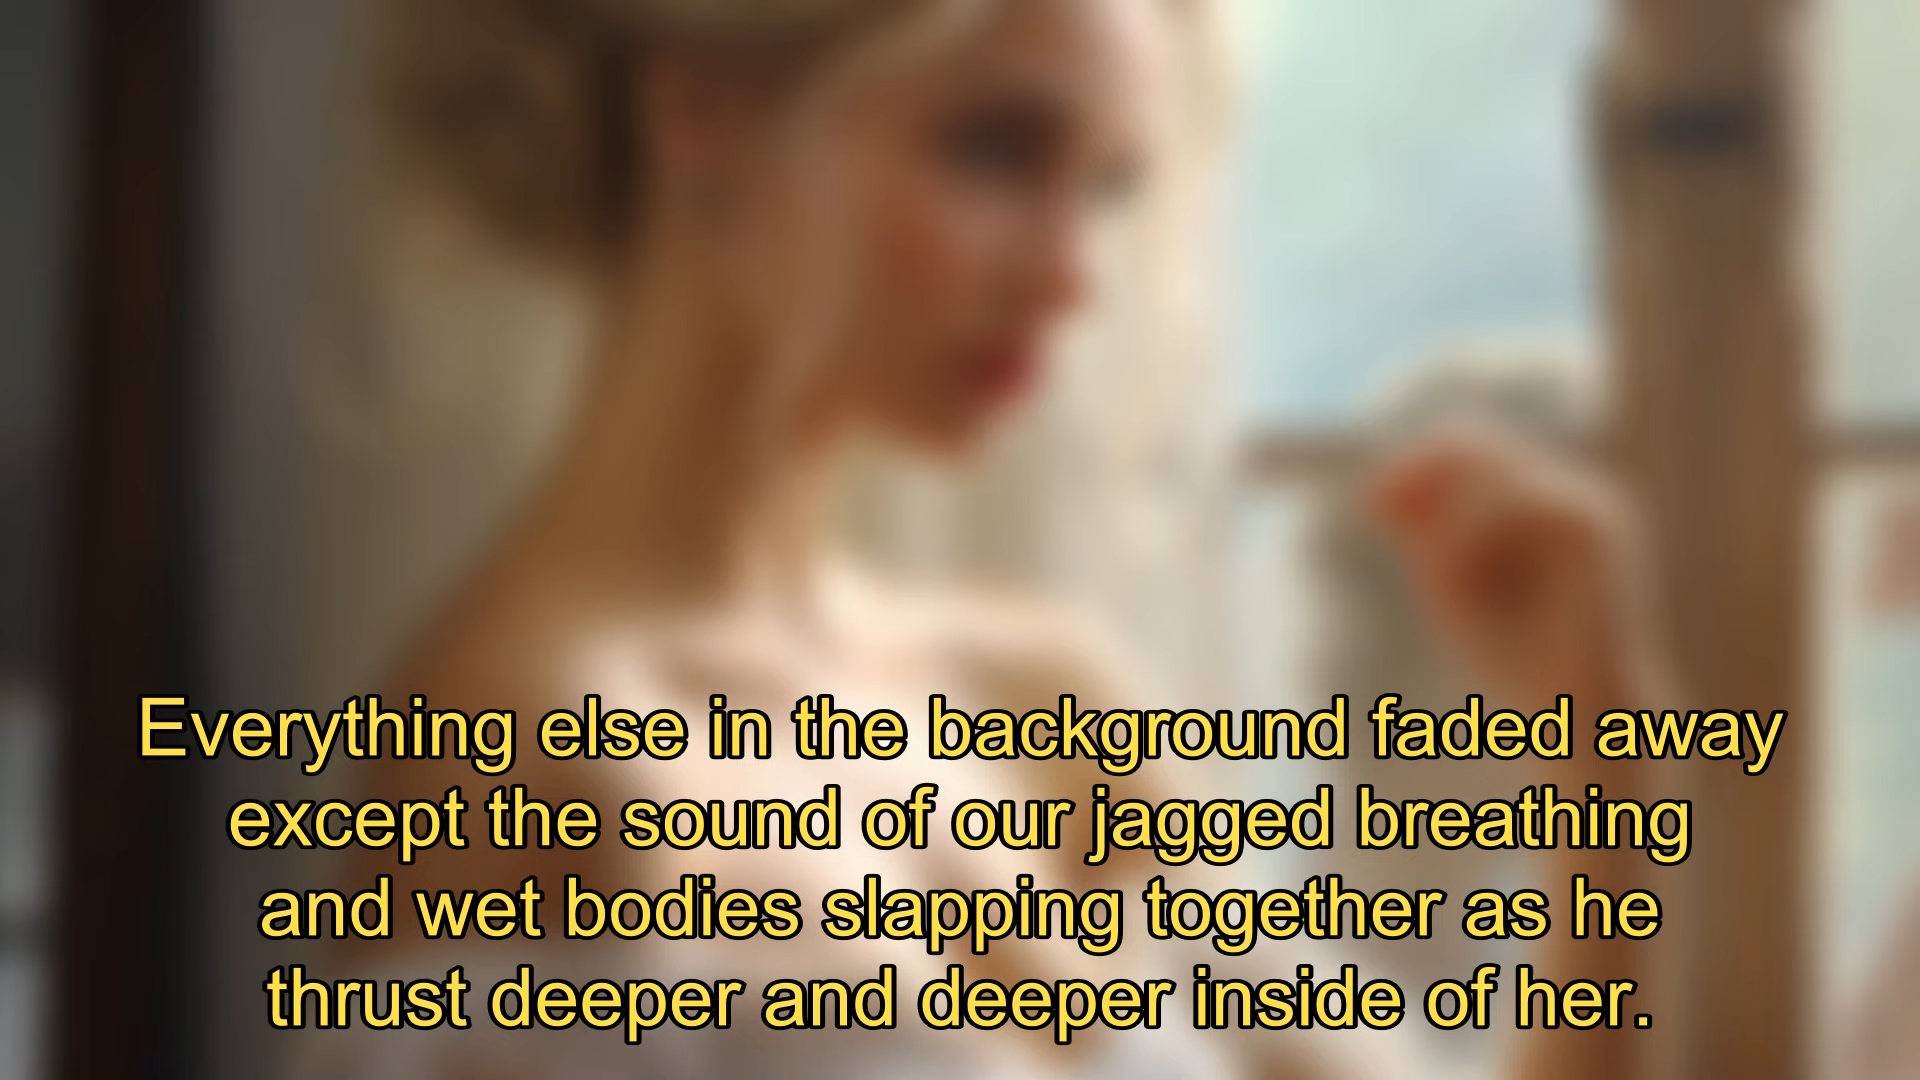 Everything else in the background faded away
except the sound of our jagged breathing
and wet bodies slapping together as he
thrust deeper and deeper inside of her.